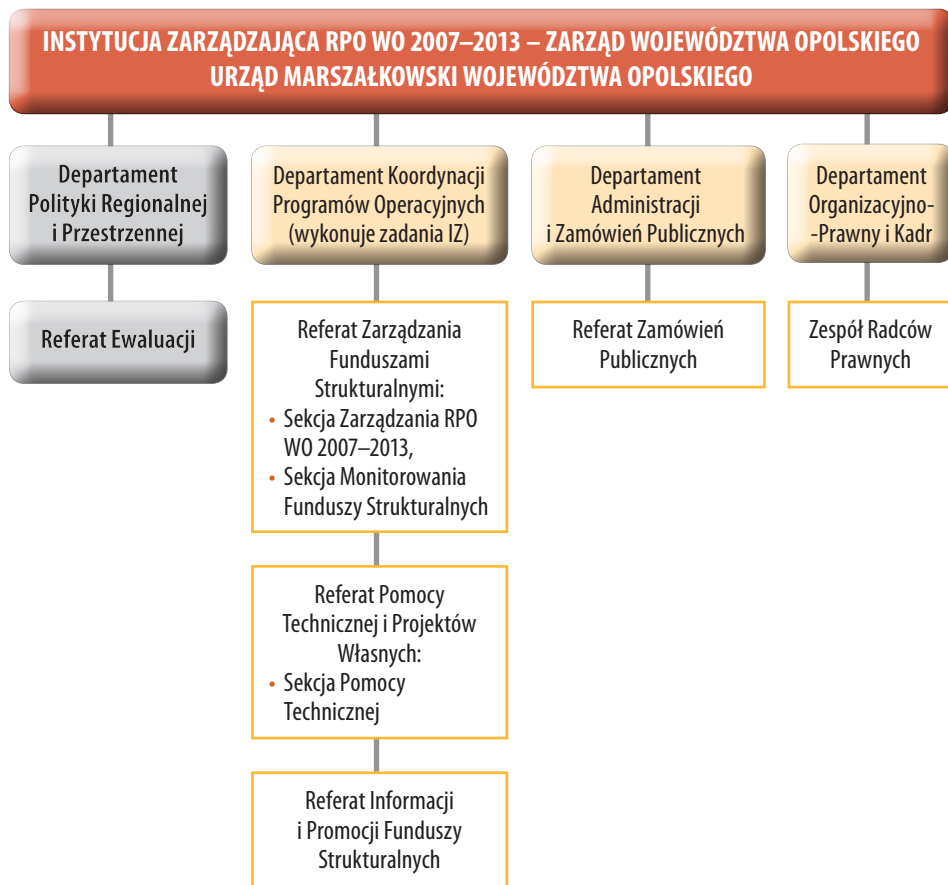 INSTYTUCJA ZARZĄDZAJĄCA RPO WO 2007–2013 – ZARZĄD WOJEWÓDZTWA OPOLSKIEGO
URZĄD MARSZAŁKOWSKI WOJEWÓDZTWA OPOLSKIEGO
Departament
Polityki Regionalnej
i Przestrzennej
Referat Ewaluacji
Departament Koordynacji
Programów Operacyjnych
(wykonuje zadania IZ)
Referat Zarządzania
Funduszami
Strukturalnymi:
• Sekcja Zarządzania RPO
WO 2007–2013,
• Sekcja Monitorowania
Funduszy Strukturalnych
Referat Pomocy
Technicznej i Projektów
Własnych:
• Sekcja Pomocy
Technicznej
Referat Informacji
i Promocji Funduszy
Strukturalnych
Departament
Administracji
i Zamówień Publicznych
Referat Zamówień
Publicznych
Departament
Organizacyjno-
-Prawny i Kadr
Zespół Radców
Prawnych